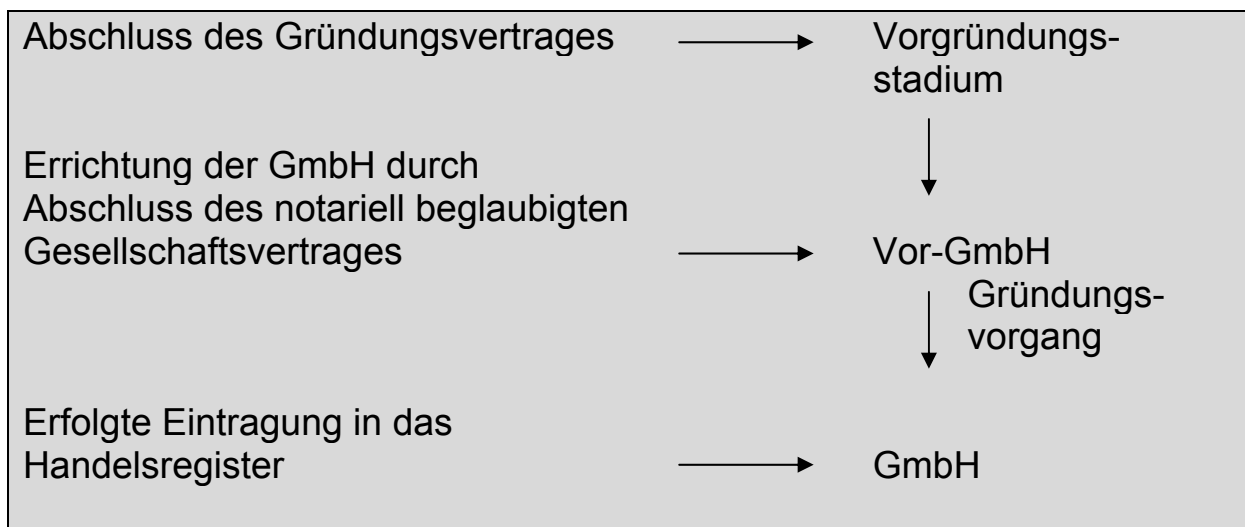 Abschluss des Gründungsvertrages Vorgründungs-
stadium
Errichtung der GmbH durch
Abschluss des notariell beglaubigten
Gesellschaftsvertrages Vor-GmbH
Gründungs-
vorgang
Erfolgte Eintragung in das
Handelsregister GmbH